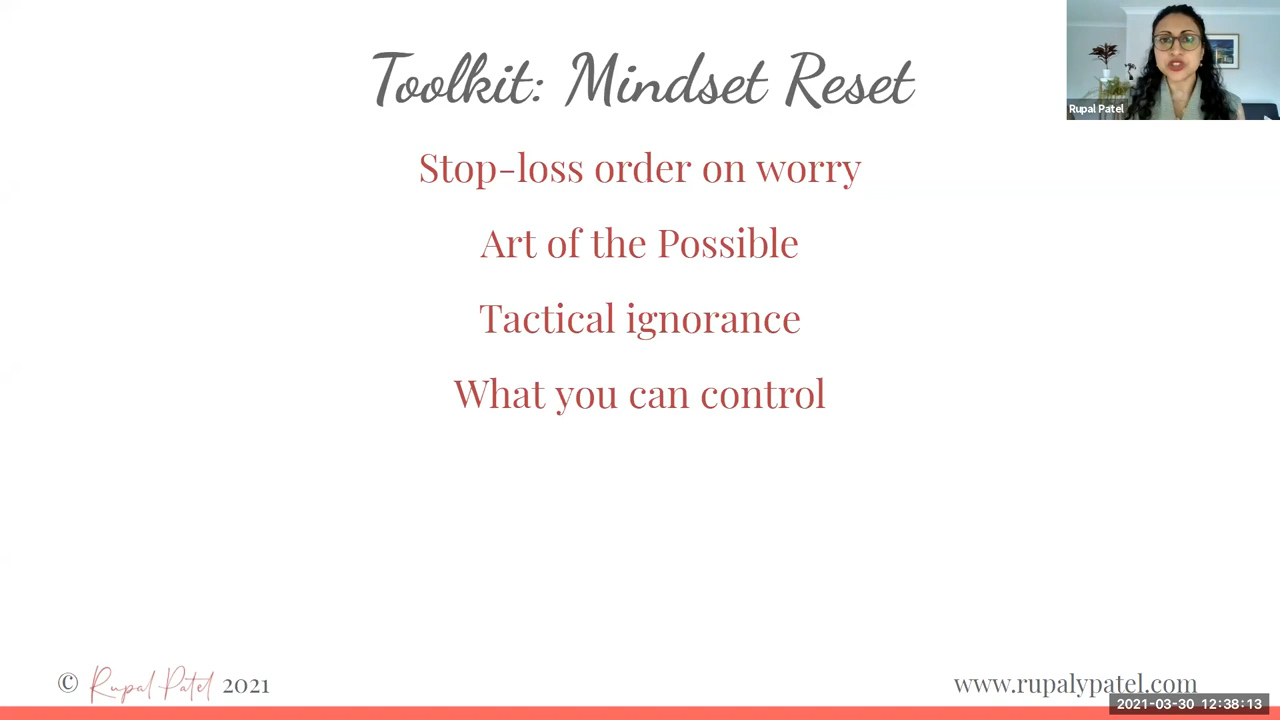 Toolkit: Mindset Reset
Rupal Patel
Stop-loss order on worry
Art of the Possible
Tactical ignorance
What you can control
© Rupal Patel 2021
www.rupalypatel.com
2021-03-30 12:38:13